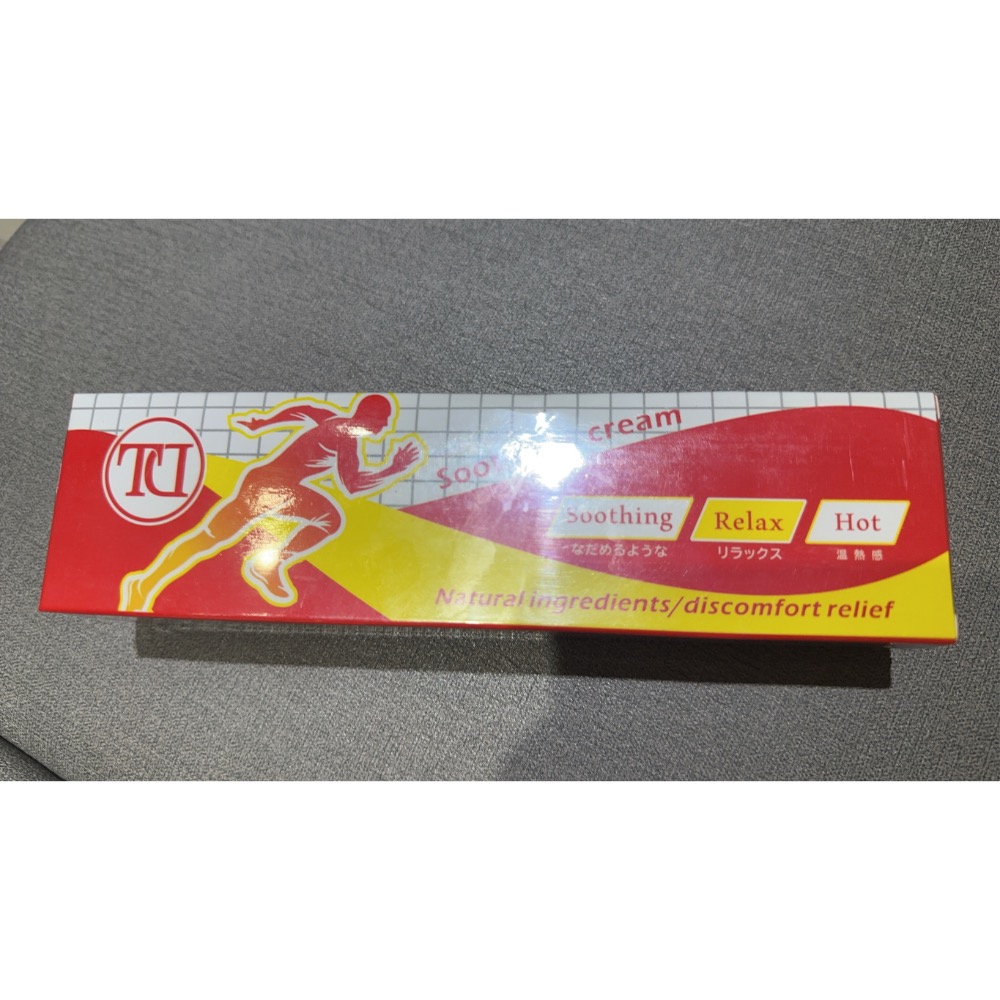 TD
cream
Soothing
Relax
Hot
なだめるような
リラックス
温熱感
Natural ingredients/discomfort relief